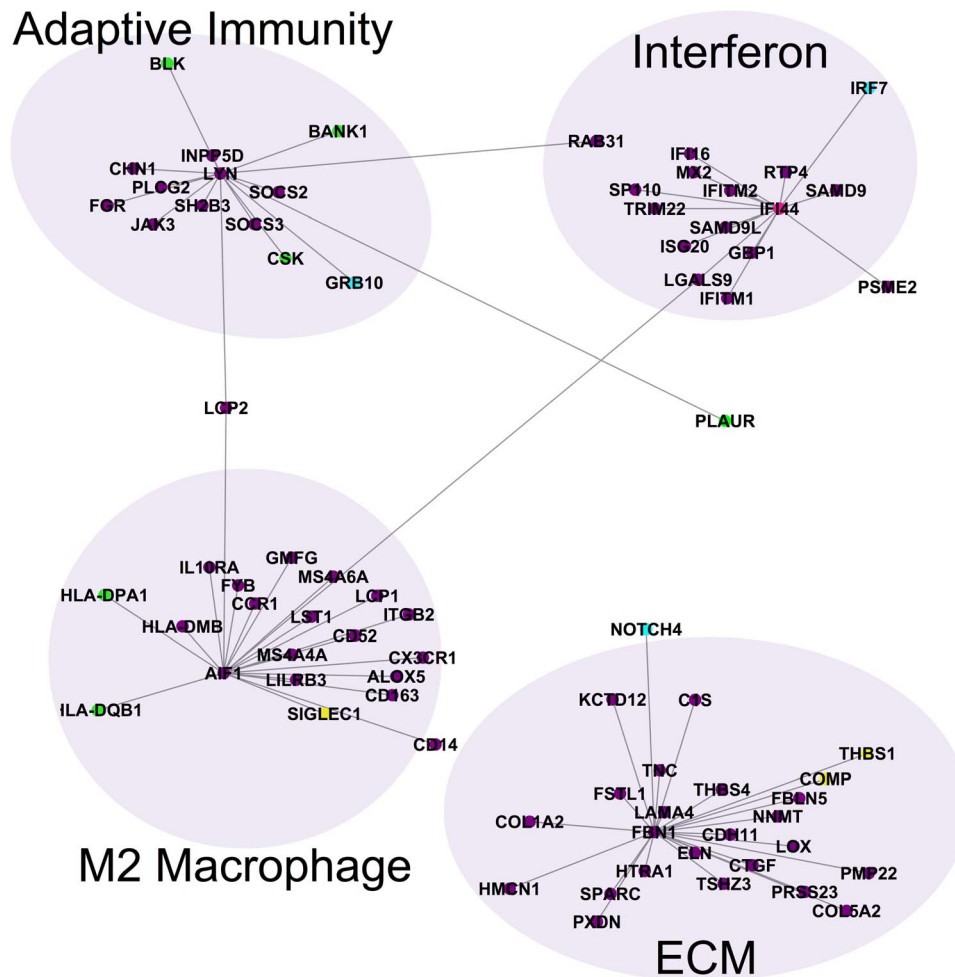 Adaptive Immunity
BLK
BANK1
INPP5D
CHN1
LYN
PLCG2
SOCS2
FGR
SH2B3
JAK3
SOCS3
CSK
GRB10
Interferon
IRF7
RAB31
IFI16
MX2
RTP4
SP110
IFITM2
SAMD9
TRIM22
IFI44
SAMD9L
ISG20
GBP1
LGALS9
IFITM1
PSME2
LCP2
PLAUR
IL10RA
GMFG
FYB
MS4A6A
HLA-DPA1
CCR1
LCP1
LST1
ITGB2
HLA-DMB
CD52
MS4A4A
CX3CR1
AIF1
LILRB3
ALOX5
CD163
HLA-DQB1
SIGLEC1
CD14
M2 Macrophage
NOTCH4
KCTD12
C1S
THBS1
TNC
COMP
FSTL1
THBS4
FBLN5
LAMA4
NNMT
COL1A2
FBN1
CDH11
LOX
ELN
HTRA1
CTGF
PMP22
HMCN1
SPARC
TSHZ3
PRSS23
COL5A2
PXDN
ECM